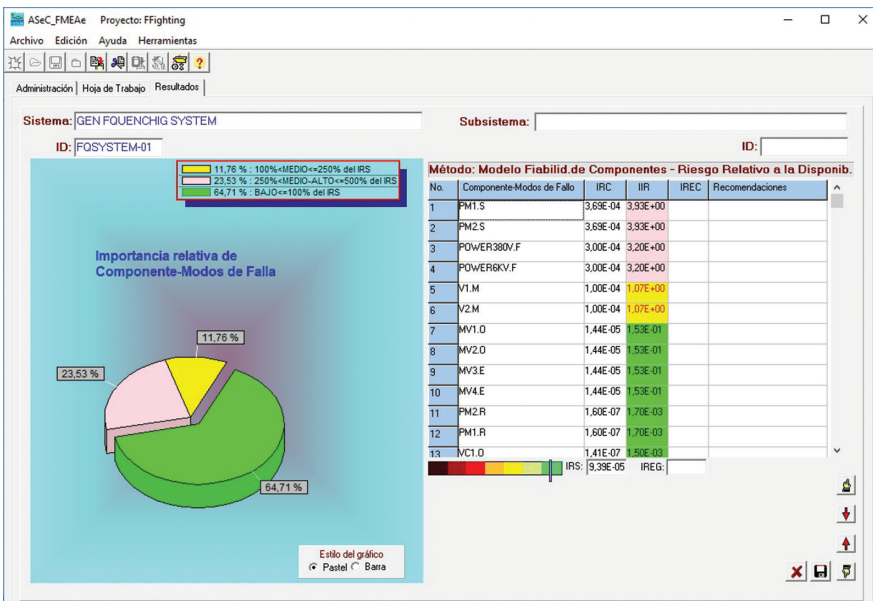 ASeC_FMEAe Proyecto: FFighting
Archivo Edición Ayuda Herramientas
Administración Hoja de Trabajo Resultados
Sistema: GEN FQUENCHIG SYSTEM
ID: FQSYSTEM-01
Subsistema:
ID:
11,76 % : 100%<MEDIO<=250% del IRS
23,53 % : 250%<MEDIO-ALTO<=500% del IRS
64,71 % : BAJO<=100% del IRS
Importancia relativa de
Componente-Modos de Falla
11,76 %
23,53 %
64,71 %
Estilo del gráfico
Pastel Barra
Método: Modelo Fiabilid.de Componentes - Riesgo Relativo a la Disponib.
No. Componente-Modos de Fallo IRC IIR IREC Recomendaciones
1 PM1.S 3,69E-04 3,93E+00
2 PM2.S 3,69E-04 3,93E+00
3 POWER380V.F 3,00E-04 3,20E+00
4 POWER6KV.F 3,00E-04 3,20E+00
5 V1.M 1,00E-04 1,07E+00
6 V2.M 1,00E-04 1,07E+00
7 MV1.O 1,44E-05 1,53E-01
8 MV2.O 1,44E-05 1,53E-01
9 MV3.E 1,44E-05 1,53E-01
10 MV4.E 1,44E-05 1,53E-01
11 PM2.R 1,60E-07 1,70E-03
12 PM1.R 1,60E-07 1,70E-03
13 VC1.O 1,41E-07 1,50E-03
IRS: 9,39E-05 IREG: